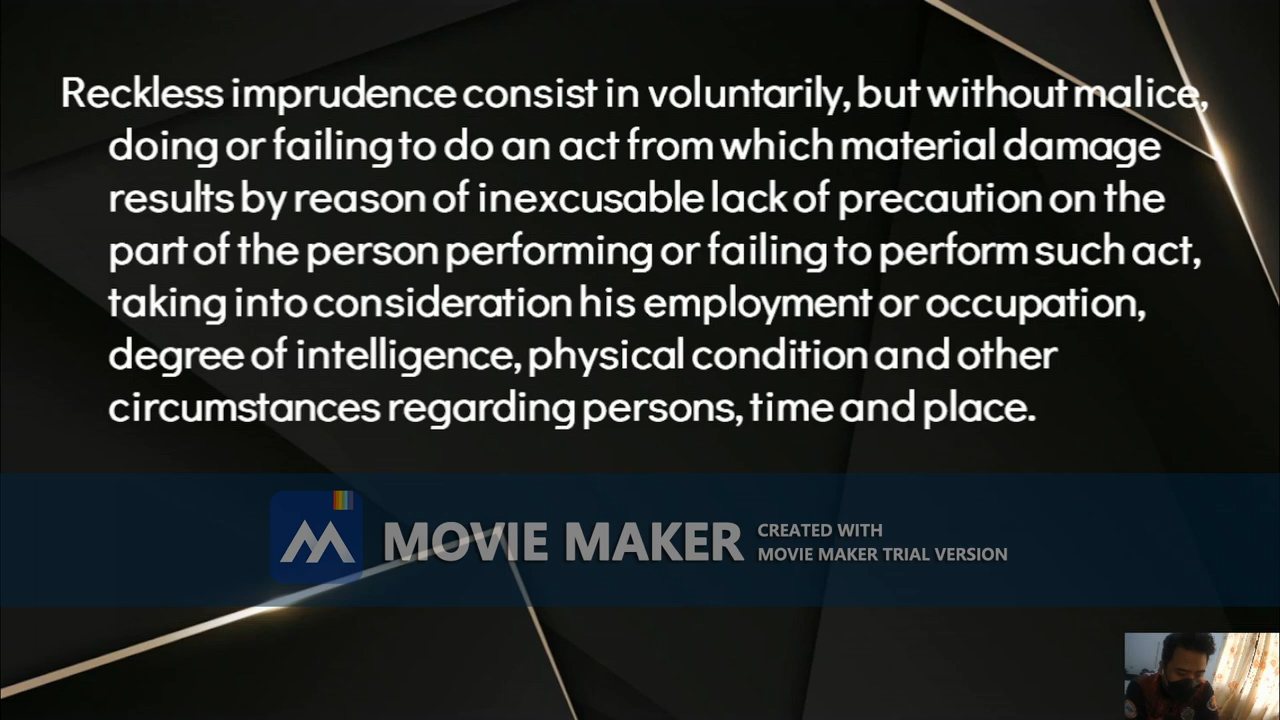 Reckless imprudence consist in voluntarily, but without malice,
doing or failing to do an act from which material damage
results by reason of inexcusable lack of precaution on the
part of the person performing or failing to perform such act,
taking into consideration his employment or occupation,
degree of intelligence, physical condition and other
circumstances regarding persons, time and place.
MOVIE MAKER
CREATED WITH
MOVIE MAKER TRIAL VERSION